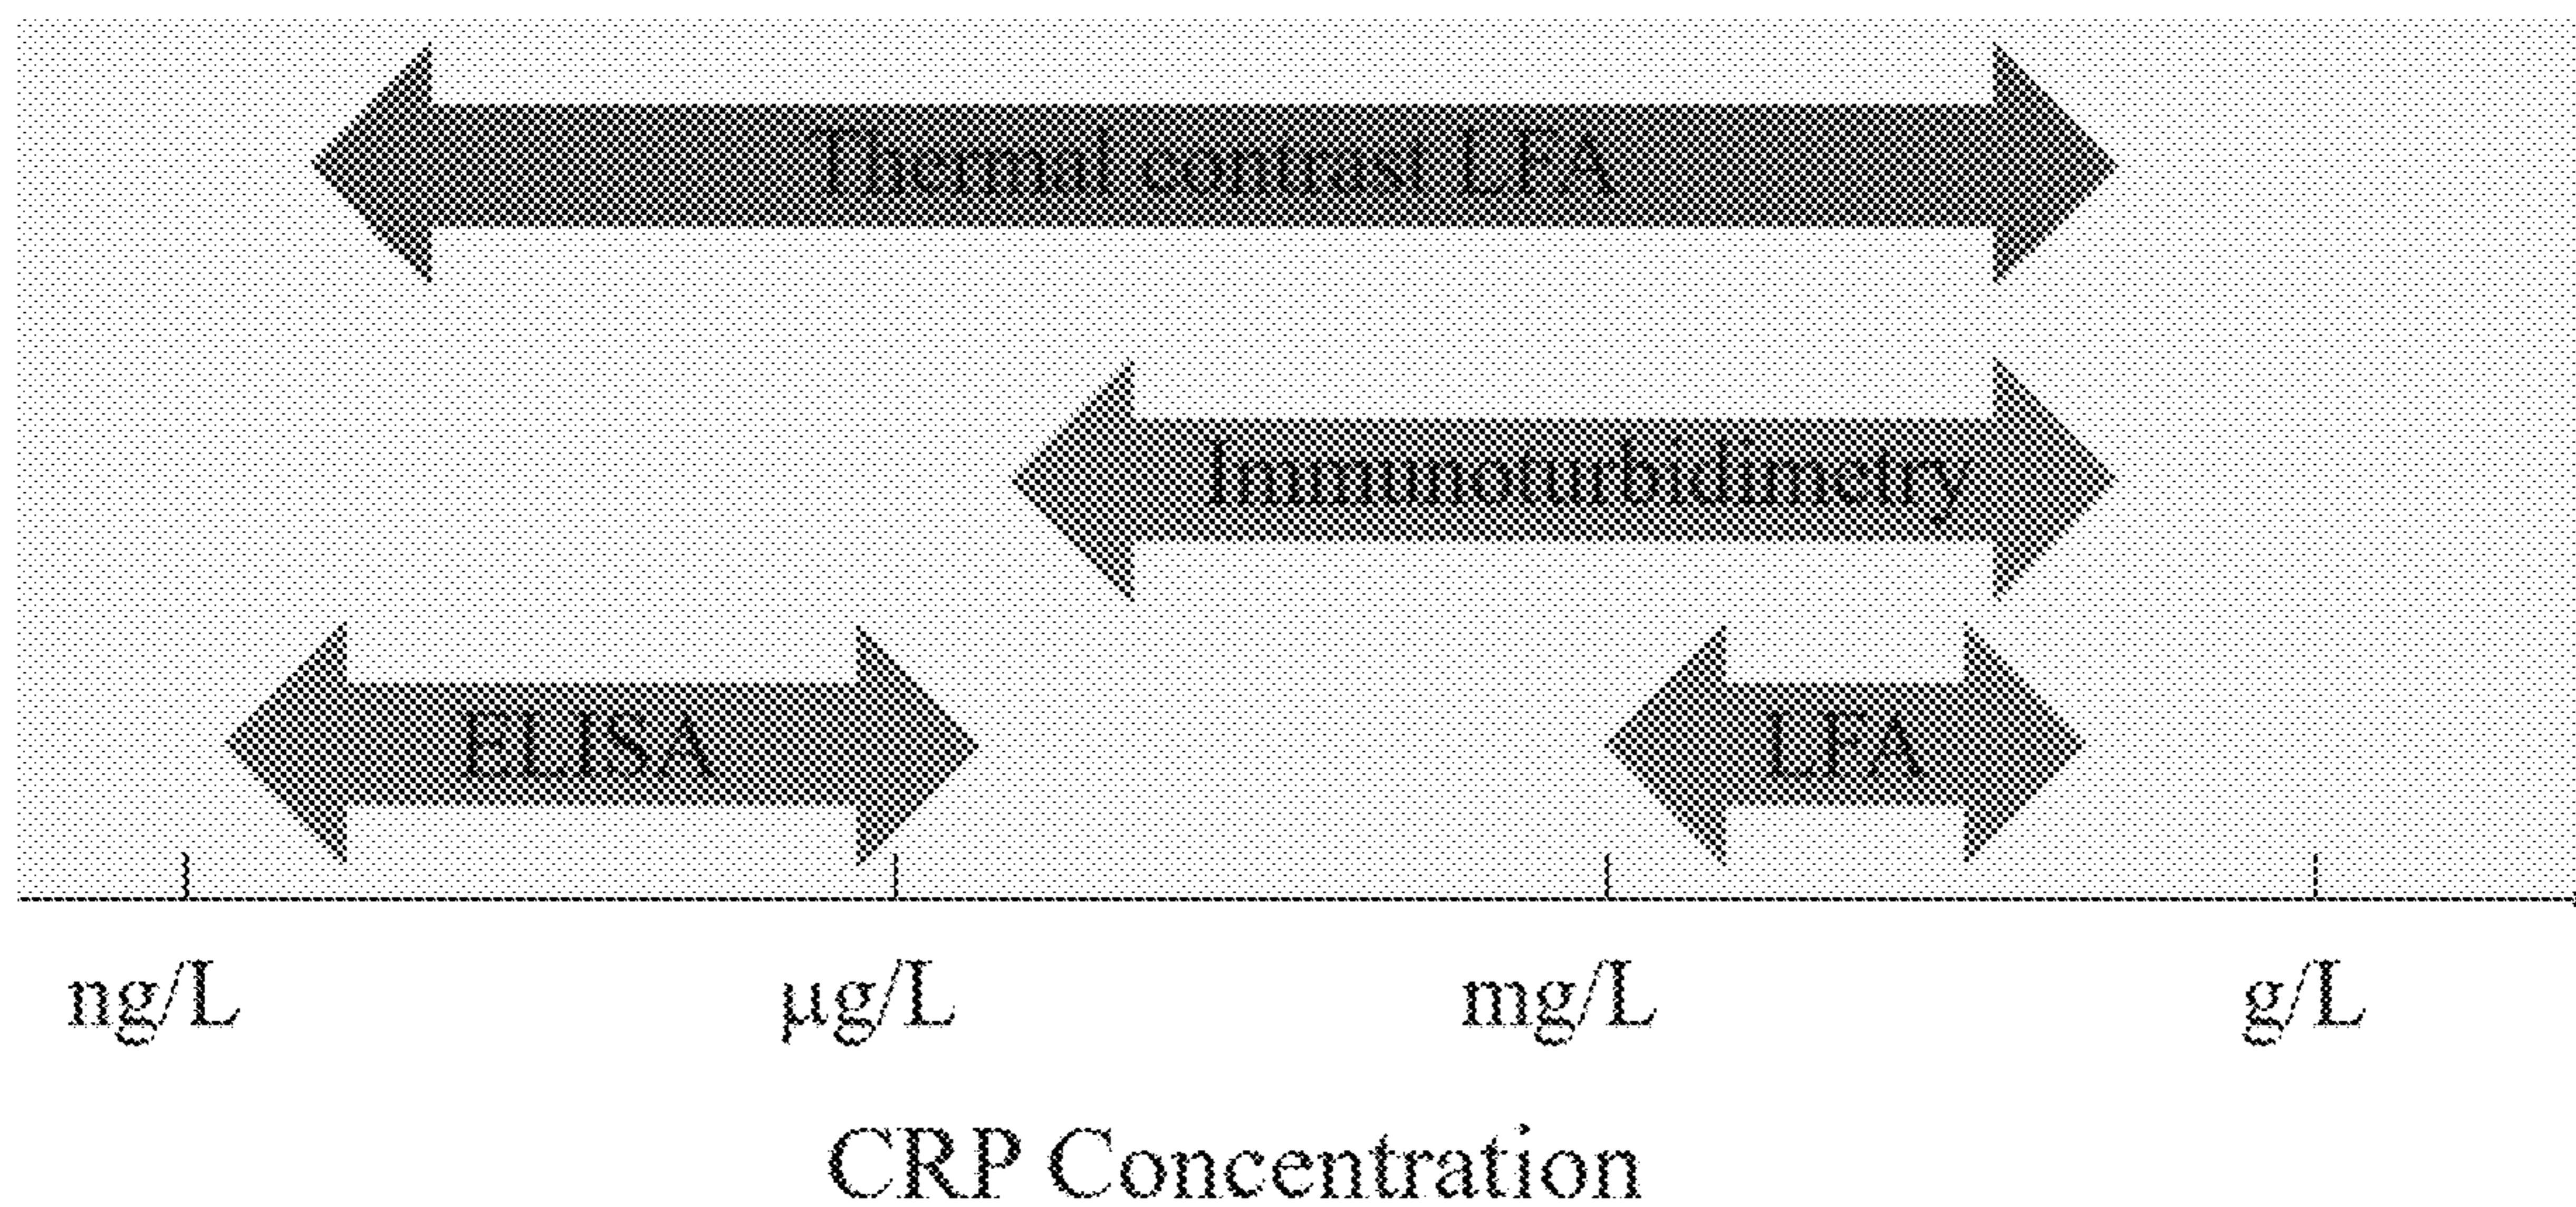 Thermal contrast LFA
Immunoturbidimetry
ELISA LFA
ng/L µg/L mg/L g/L
CRP Concentration